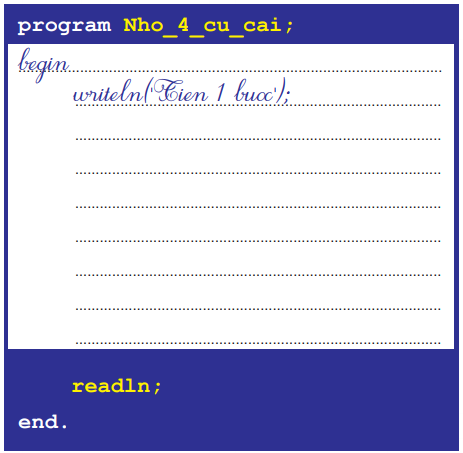 program Nho_4_cu_cai;
begin
writeln('Tien 1 buoc');
readln;
end.